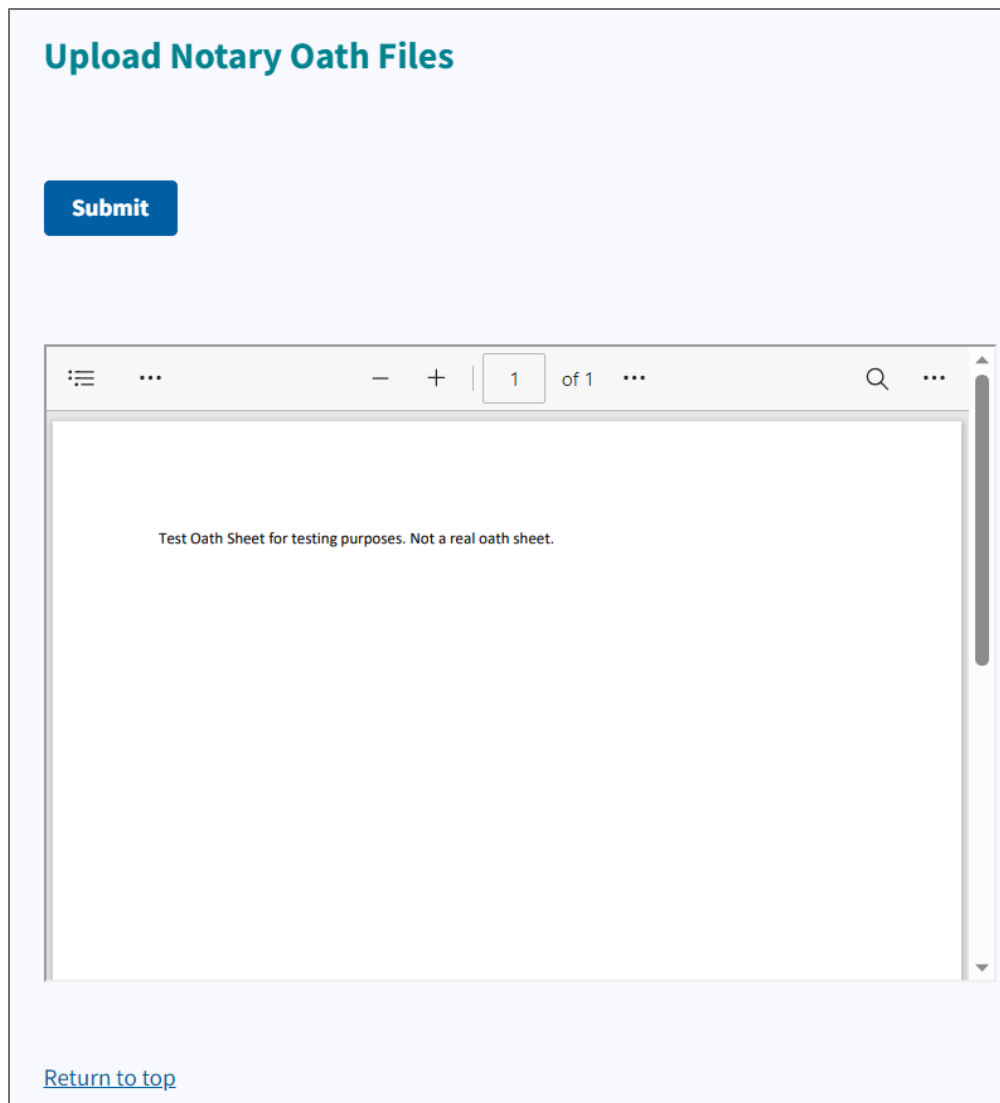 Upload Notary Oath Files
Submit
1 of 1
Test Oath Sheet for testing purposes. Not a real oath sheet.
Return to top